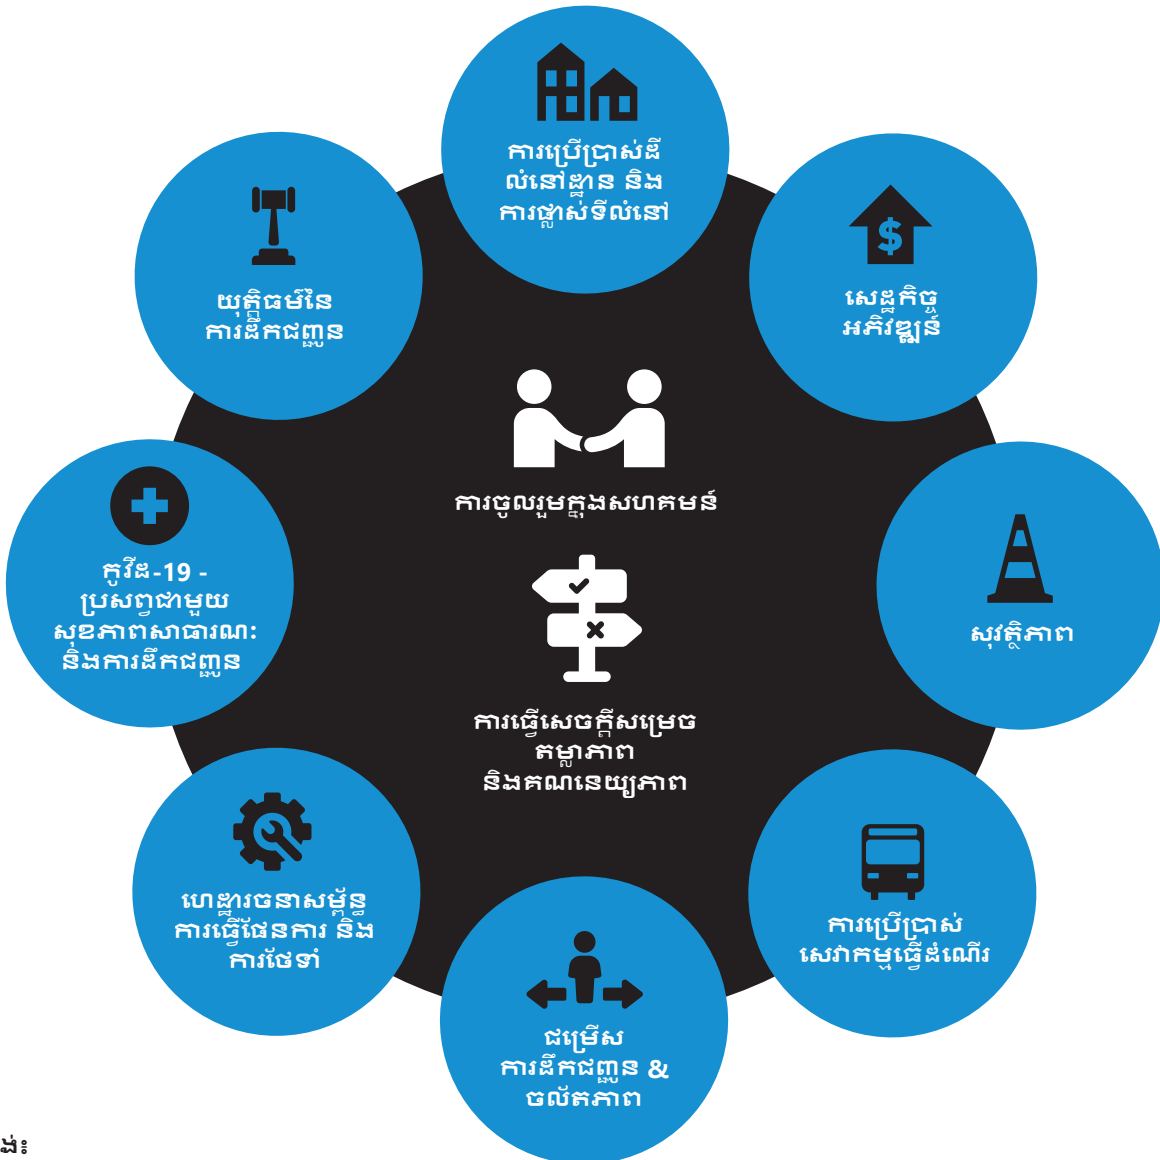 ការប្រើប្រាស់ដី
លំនៅដ្ឋាន និង
ការផ្លាស់ទីលំនៅ
$
សេដ្ឋកិច្ច
អភិវឌ្ឍន៍
សុវត្ថិភាព
ការប្រើប្រាស់
សេវាកម្មធ្វើដំណើរ
ជម្រើស
ការដឹកជញ្ជូន &
ចល័តភាព
ហេដ្ឋារចនាសម្ព័ន្ធ
ការធ្វើផែនការ និង
ការថែទាំ
កូវីដ-19 -
ប្រសព្វជាមួយ
សុខភាពសាធារណៈ
និងការដឹកជញ្ជូន
យុត្តិធម៌នៃ
ការដឹកជញ្ជូន
ការចូលរួមក្នុងសហគមន៍
ការធ្វើសេចក្តីសម្រេច
តម្លាភាព
និងគណនេយ្យភាព